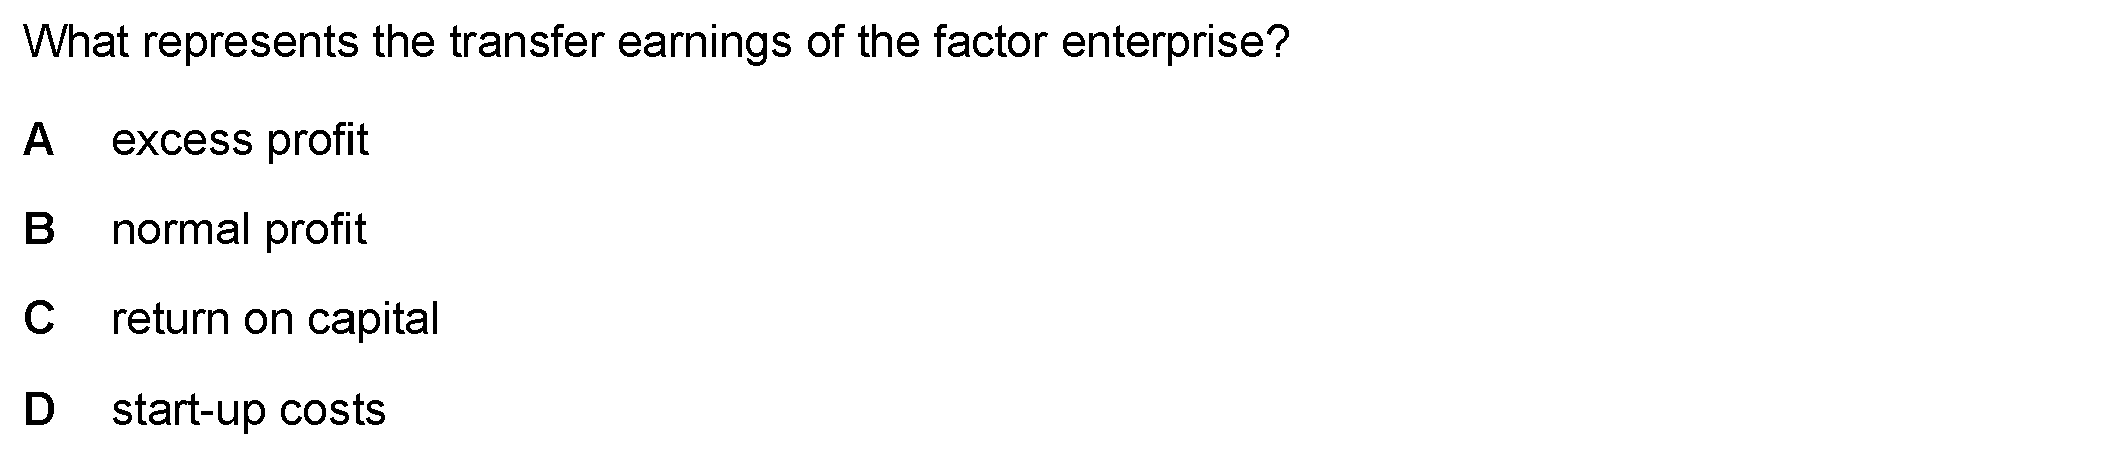 What represents the transfer earnings of the factor enterprise?
A excess profit
B normal profit
C return on capital
D start-up costs